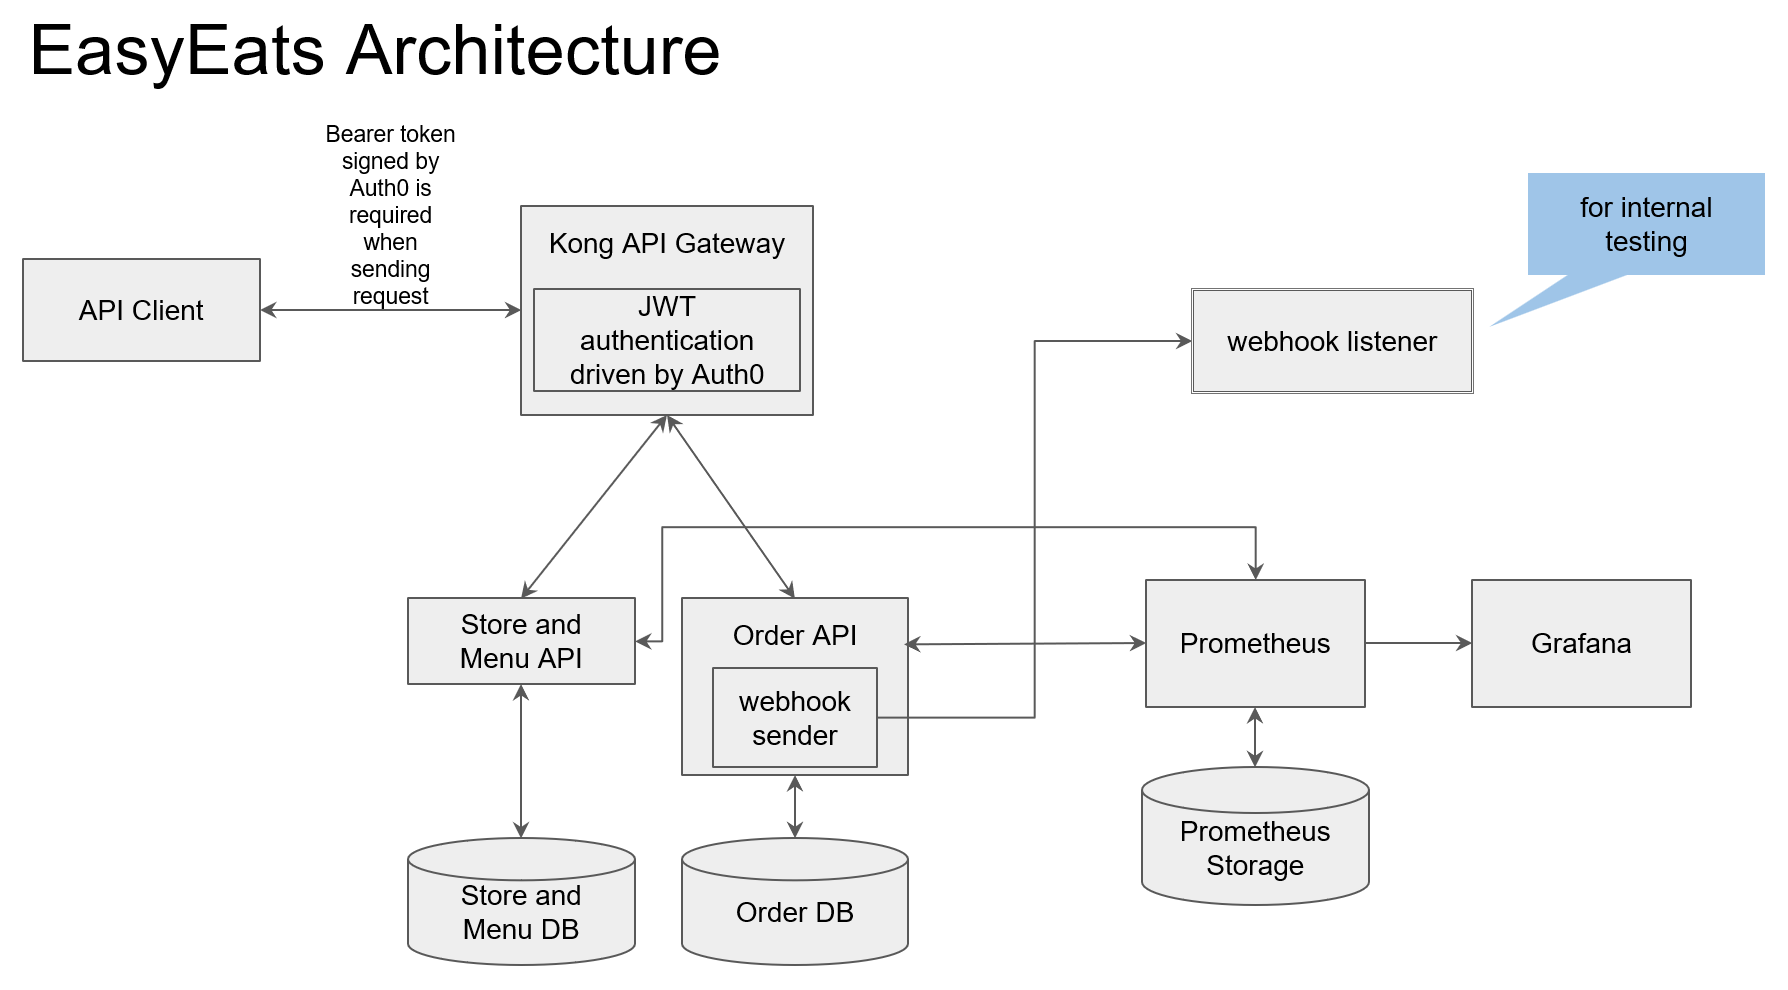 EasyEats Architecture
Bearer token
signed by
Auth0 is
required
when
sending
request
API Client
Kong API Gateway
JWT
authentication
driven by Auth0
for internal
testing
webhook listener
Store and
Menu API
Order API
webhook
sender
Prometheus
Grafana
Store and
Menu DB
Order DB
Prometheus
Storage